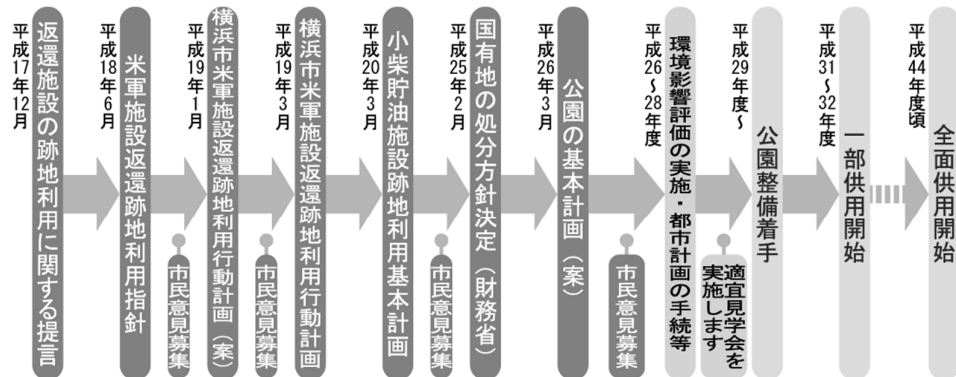 平成17年12月
返還施設の跡地利用に関する提言
平成18年6月
米軍施設返還跡地利用指針
市民意見募集
平成19年1月
横浜市米軍施設返還跡地利用行動計画（案）
市民意見募集
平成19年3月
横浜市米軍施設返還跡地利用行動計画
平成20年3月
小柴貯油施設跡地利用基本計画
市民意見募集
平成25年2月
国有地の処分方針決定（財務省）
平成26年3月
公園の基本計画（案）
市民意見募集
平成26～28年度
環境影響評価の実施・都市計画の手続等
適宜見学会を
実施します
平成29年度～
公園整備着手
平成31～32年度
一部供用開始
平成44年度頃
全面供用開始